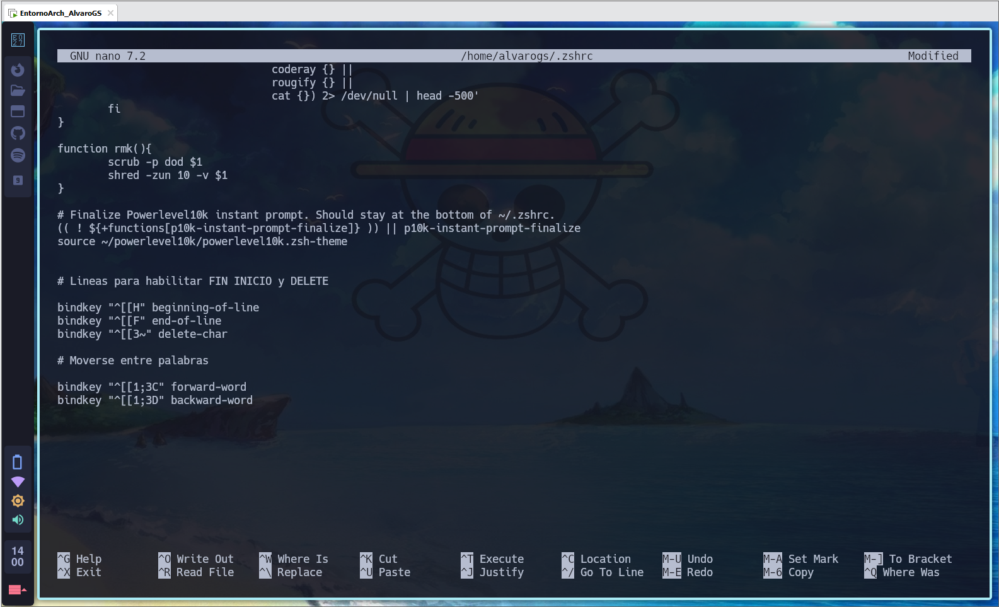 EntornoArch_AlvaroGS
E0
27
GNU nano 7.2 /home/alvarogs/.zshrc Modified
coderay {} ||
rougify {} ||
cat {}) 2> /dev/null | head -500'
fi
}
function rmk(){
scrub -p dod $1
shred -zun 10 -v $1
}
# Finalize Powerlevel10k instant prompt. Should stay at the bottom of ~/.zshrc.
(( ! ${+functions[p10k-instant-prompt-finalize]} )) || p10k-instant-prompt-finalize
source ~/powerlevel10k/powerlevel10k.zsh-theme
# Lineas para habilitar FIN INICIO y DELETE
bindkey "^[[H" beginning-of-line
bindkey "^[[F" end-of-line
bindkey "^[[3~" delete-char
# Moverse entre palabras
bindkey "^[[1;3C" forward-word
bindkey "^[[1;3D" backward-word
9
14
00
^G Help ^O Write Out ^W Where Is ^K Cut ^T Execute ^C Location M-U Undo M-A Set Mark M-] To Bracket
^X Exit ^R Read File ^\ Replace ^U Paste ^J Justify ^/ Go To Line M-E Redo M-6 Copy ^Q Where Was